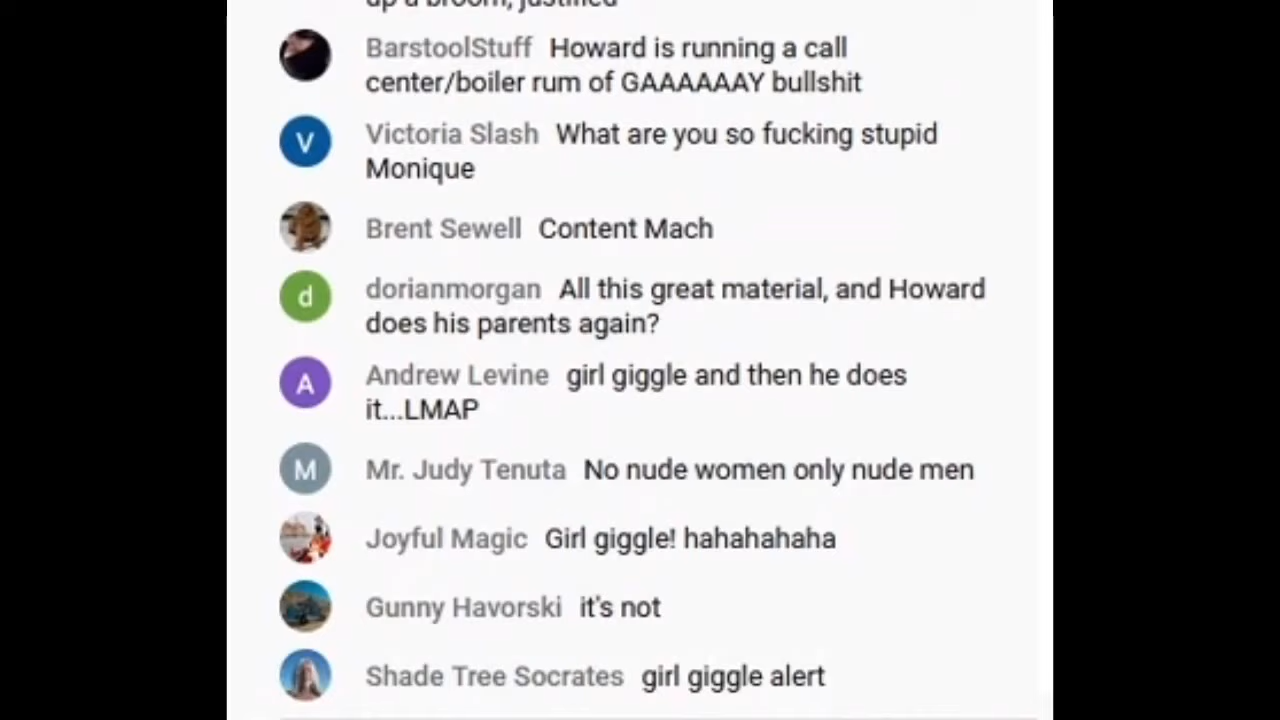 up a broom, justified
BarstoolStuff Howard is running a call
center/boiler rum of GAAAAAAY bullshit
V
Victoria Slash What are you so fucking stupid
Monique
Brent Sewell Content Mach
d
dorianmorgan All this great material, and Howard
does his parents again?
A
Andrew Levine girl giggle and then he does
it...LMAP
M
Mr. Judy Tenuta No nude women only nude men
Joyful Magic Girl giggle! hahahahaha
Gunny Havorski it's not
Shade Tree Socrates girl giggle alert